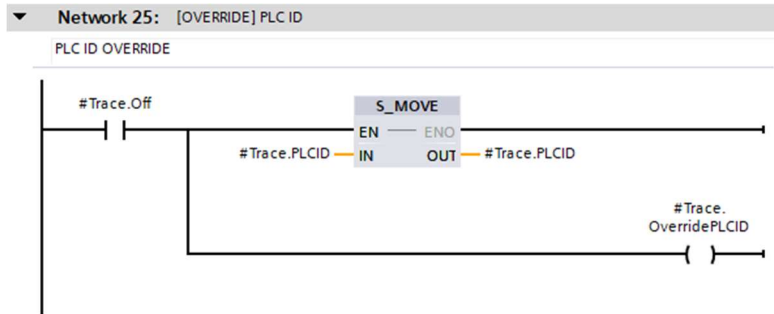 Network 25: [OVERRIDE] PLC ID
PLC ID OVERRIDE
#Trace.Off
S_MOVE
EN ENO
#Trace.PLCID IN OUT #Trace.PLCID
#Trace.
OverridePLCID